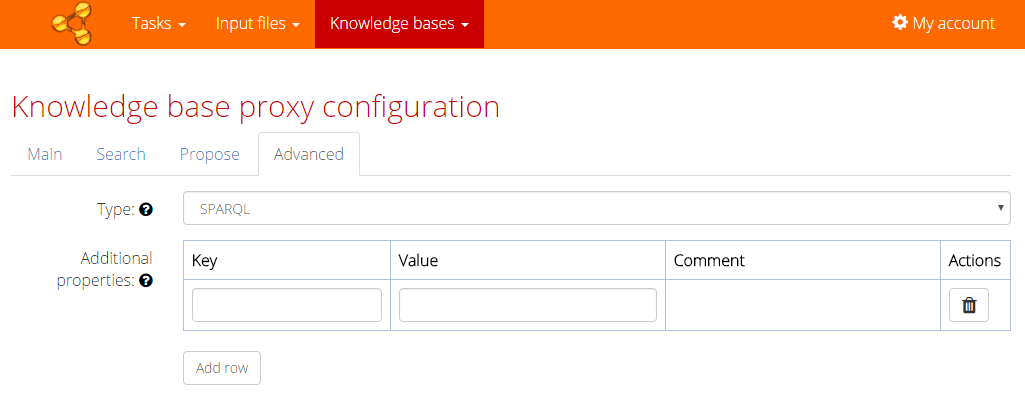 Tasks Input files Knowledge bases My account
Knowledge base proxy configuration
Main Search Propose Advanced
Type: ? SPARQL
Additional
properties: ?
Key Value Comment Actions
Add row